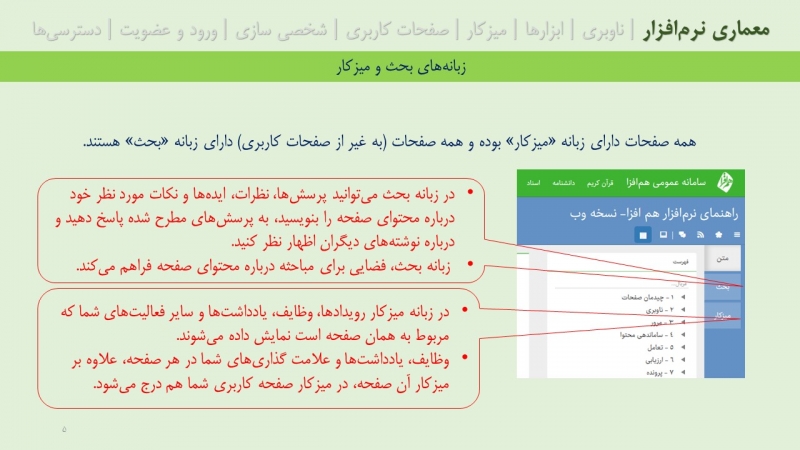 معماری نرم‌افزار | ناوبری | ابزارها | میزکار | صفحات کاربری | شخصی سازی | ورود و عضویت | دسترسی‌ها
زبانه‌های بحث و میزکار
همه صفحات دارای زبانه «میزکار» بوده و همه صفحات (به غیر از صفحات کاربری) دارای زبانه «بحث» هستند.
سامانه عمومی هم‌افزا قرآن کریم دانشنامه اسناد
راهنمای نرم‌افزار هم افزا- نسخه وب
متن
بحث
میزکار
فهرست
۱ - چیدمان صفحات
۲ - ناوبری
۳ - مرور
۴ - ساماندهی محتوا
۵ - تعامل
۶ - ارزیابی
۷ - پرونده
• در زبانه بحث می‌توانید پرسش‌ها، نظرات، ایده‌ها و نکات مورد نظر خود
درباره محتوای صفحه را بنویسید، به پرسش‌های مطرح شده پاسخ دهید و
درباره نوشته‌های دیگران اظهار نظر کنید.
• زبانه بحث، فضایی برای مباحثه درباره محتوای صفحه فراهم می‌کند.
• در زبانه میزکار رویدادها، وظایف، یادداشت‌ها و سایر فعالیت‌های شما که
مربوط به همان صفحه است نمایش داده می‌شوند.
• وظایف، یادداشت‌ها و علامت گذاری‌های شما در هر صفحه، علاوه بر
میزکار آن صفحه، در میزکار صفحه کاربری شما هم درج می‌شود.
۵